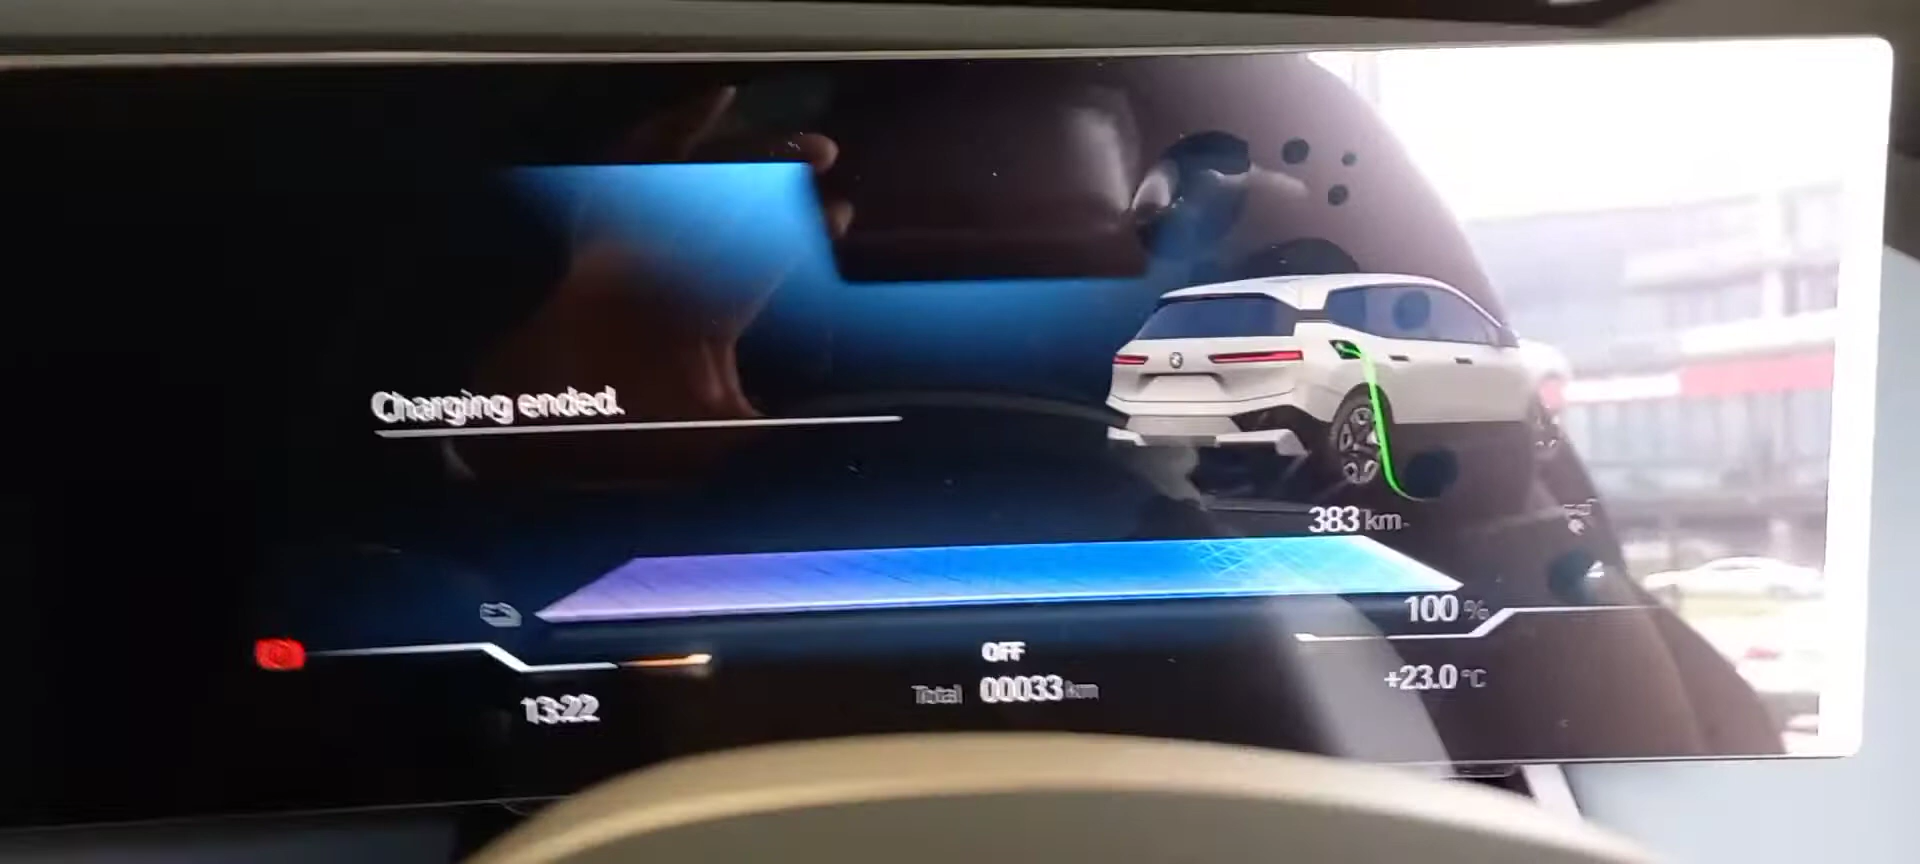 Charging ended.
383 km
100 %
OFF
Total 00033 km
13:22
+23.0 °C